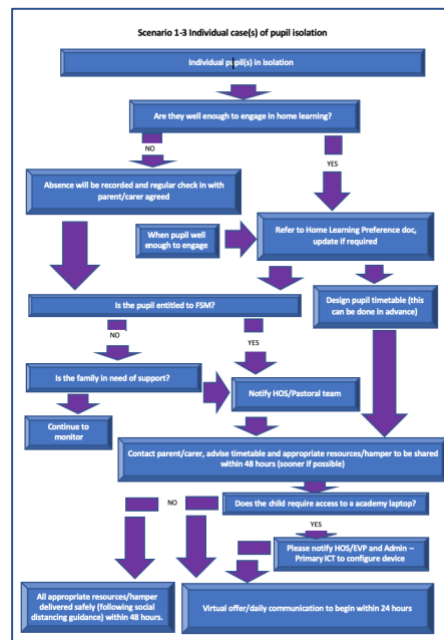 Scenario 1-3 Individual case(s) of pupil isolation
Individual pupil(s) in isolation
Are they well enough to engage in home learning?
NO
YES
Absence will be recorded and regular check in with
parent/carer agreed
When pupil well
enough to engage
Refer to Home Learning Preference doc,
update if required
Is the pupil entitled to FSM?
Design pupil timetable (this
can be done in advance)
NO
YES
Is the family in need of support?
Notify HOS/Pastoral team
Continue to
monitor
Contact parent/carer, advise timetable and appropriate resources/hamper to be shared
within 48 hours (sooner if possible)
Does the child require access to a academy laptop?
NO
YES
Please notify HOS/EVP and Admin –
Primary ICT to configure device
All appropriate resources/hamper
delivered safely (following social
distancing guidance) within 48 hours.
Virtual offer/daily communication to begin within 24 hours